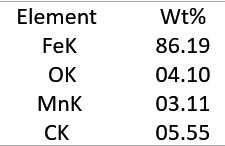 Element Wt%
FeK 86.19
OK 04.10
MnK 03.11
CK 05.55